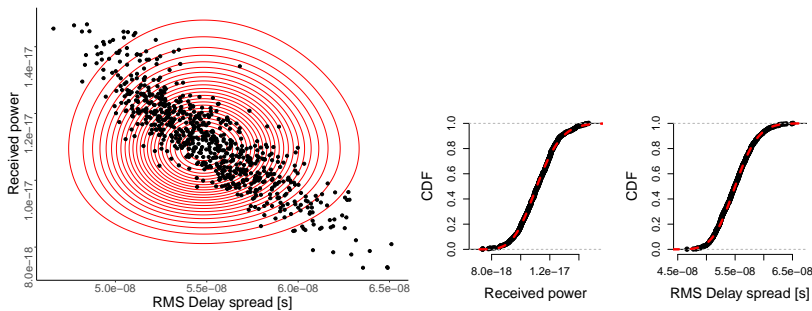 Received power
8.0e−18
1.0e−17
1.2e−17
1.4e−17
5.0e−08
5.5e−08
6.0e−08
6.5e−08
RMS Delay spread [s]
CDF
0.0
0.2
0.4
0.6
0.8
1.0
8.0e−18
1.2e−17
Received power
CDF
0.0
0.2
0.4
0.6
0.8
1.0
4.5e−08
5.5e−08
6.5e−08
RMS Delay spread [s]